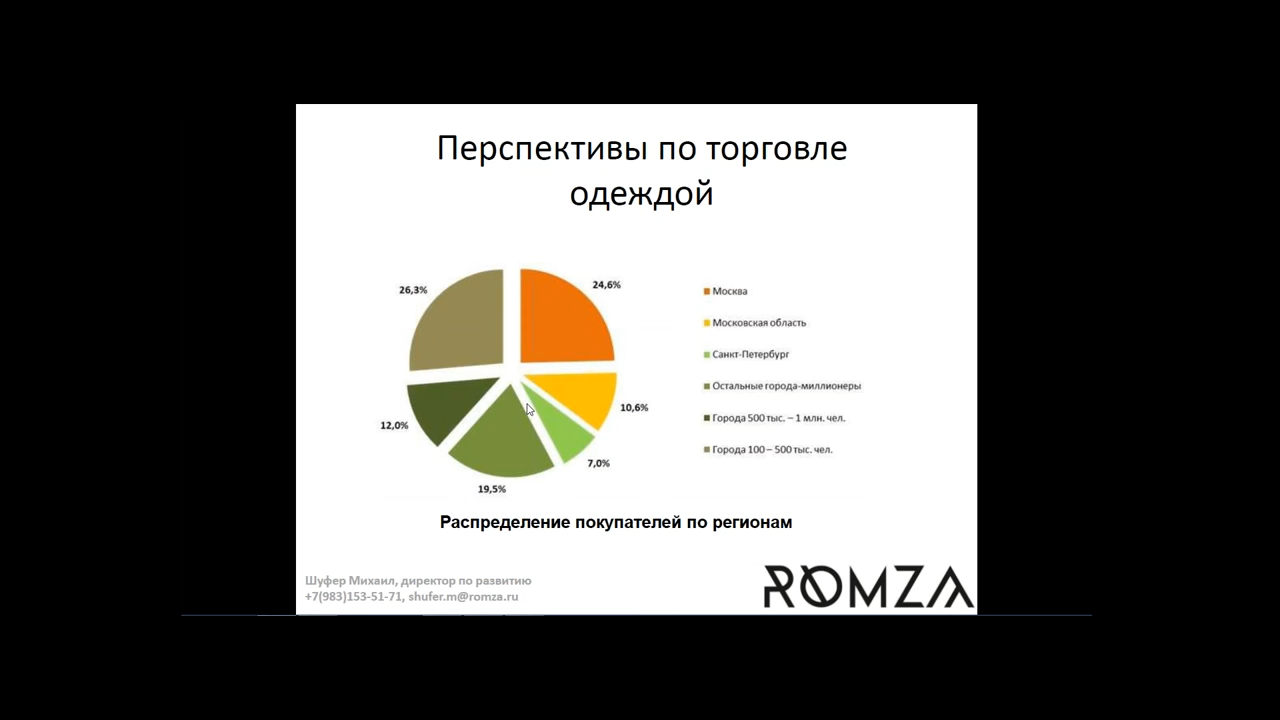 Перспективы по торговле
одеждой
26,3%
24,6%
10,6%
7,0%
19,5%
12,0%
Москва
Московская область
Санкт-Петербург
Остальные города-миллионеры
Города 500 тыс. – 1 млн. чел.
Города 100 – 500 тыс. чел.
Распределение покупателей по регионам
Шуфер Михаил, директор по развитию
+7(983)153-51-71, shufer.m@romza.ru
ROMZA